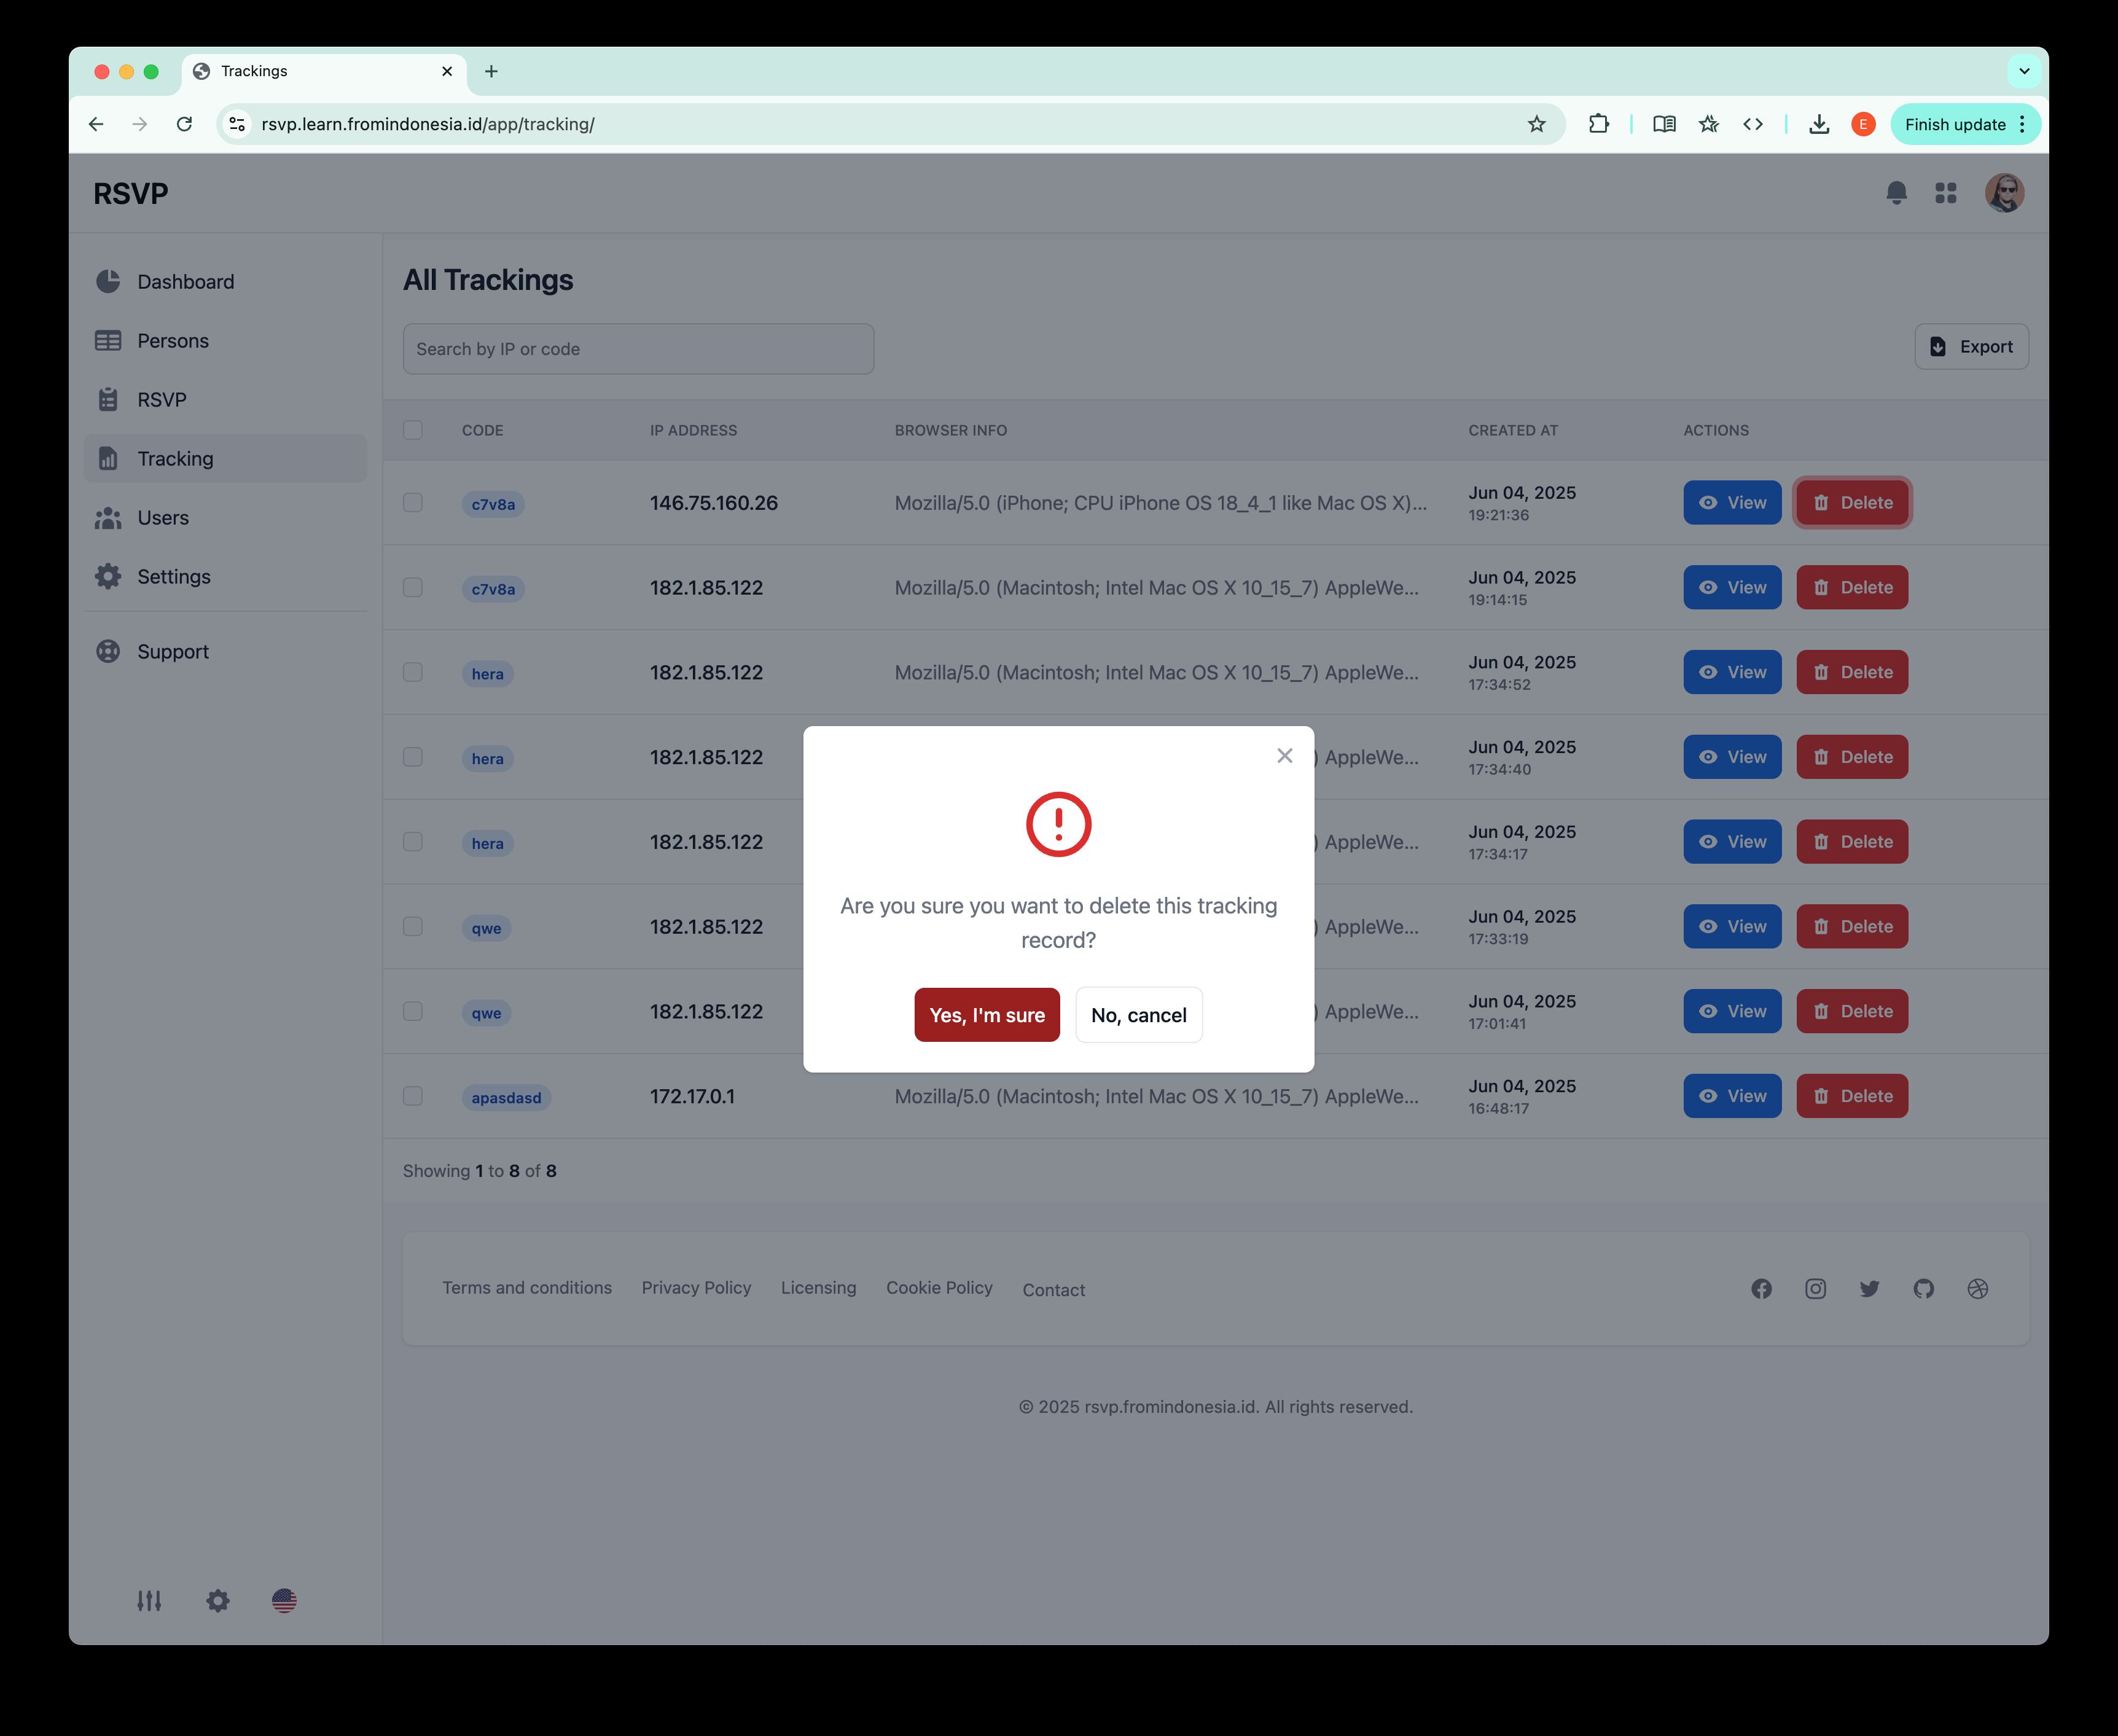 Trackings
rsvp.learn.fromindonesia.id/app/tracking/
E
Finish update
RSVP
Dashboard
Persons
RSVP
Tracking
Users
Settings
Support
All Trackings
Search by IP or code
Export
CODE IP ADDRESS BROWSER INFO CREATED AT ACTIONS
c7v8a 146.75.160.26 Mozilla/5.0 (iPhone; CPU iPhone OS 18_4_1 like Mac OS X)... Jun 04, 2025 View Delete
19:21:36
c7v8a 182.1.85.122 Mozilla/5.0 (Macintosh; Intel Mac OS X 10_15_7) AppleWe... Jun 04, 2025 View Delete
19:14:15
hera 182.1.85.122 Mozilla/5.0 (Macintosh; Intel Mac OS X 10_15_7) AppleWe... Jun 04, 2025 View Delete
17:34:52
hera 182.1.85.122 ) AppleWe... Jun 04, 2025 View Delete
17:34:40
hera 182.1.85.122 ) AppleWe... Jun 04, 2025 View Delete
17:34:17
qwe 182.1.85.122 ) AppleWe... Jun 04, 2025 View Delete
17:33:19
qwe 182.1.85.122 ) AppleWe... Jun 04, 2025 View Delete
17:01:41
apasdasd 172.17.0.1 Mozilla/5.0 (Macintosh; Intel Mac OS X 10_15_7) AppleWe... Jun 04, 2025 View Delete
16:48:17
Are you sure you want to delete this tracking
record?
Yes, I'm sure No, cancel
Showing 1 to 8 of 8
Terms and conditions Privacy Policy Licensing Cookie Policy Contact
© 2025 rsvp.fromindonesia.id. All rights reserved.